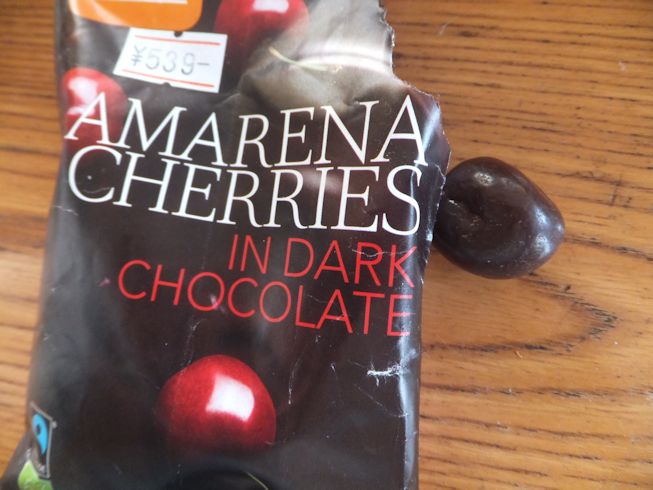 ¥539-
AMARENA
CHERRIES
IN DARK
CHOCOLATE